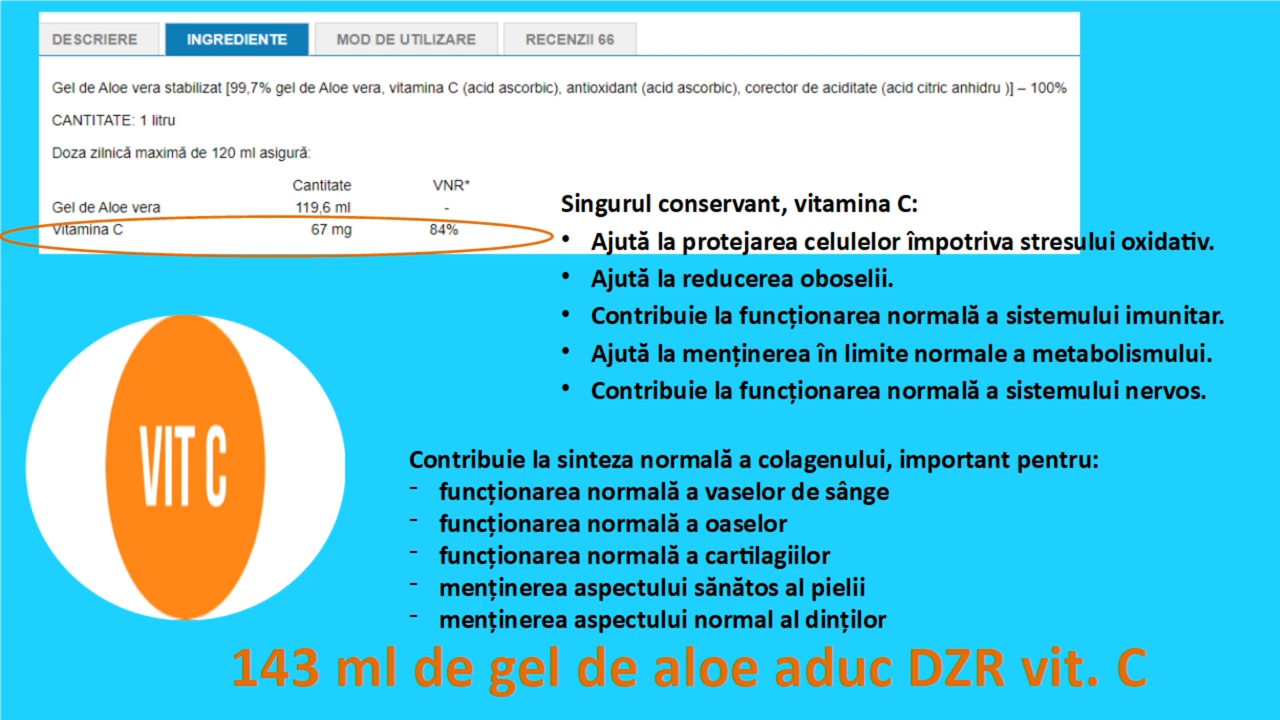 DESCRIERE INGREDIENTE MOD DE UTILIZARE RECENZII 66
Gel de Aloe vera stabilizat [99,7% gel de Aloe vera, vitamina C (acid ascorbic), antioxidant (acid ascorbic), corector de aciditate (acid citric anhidru )] – 100%
CANTITATE: 1 litru
Doza zilnică maximă de 120 ml asigură:
Cantitate VNR*
Gel de Aloe vera 119,6 ml -
Vitamina C 67 mg 84%
Singurul conservant, vitamina C:
• Ajută la protejarea celulelor împotriva stresului oxidativ.
• Ajută la reducerea oboselii.
• Contribuie la funcționarea normală a sistemului imunitar.
• Ajută la menținerea în limite normale a metabolismului.
• Contribuie la funcționarea normală a sistemului nervos.
VIT C
Contribuie la sinteza normală a colagenului, important pentru:
- funcționarea normală a vaselor de sânge
- funcționarea normală a oaselor
- funcționarea normală a cartilagiilor
- menținerea aspectului sănătos al pielii
- menținerea aspectului normal al dinților
143 ml de gel de aloe aduc DZR vit. C